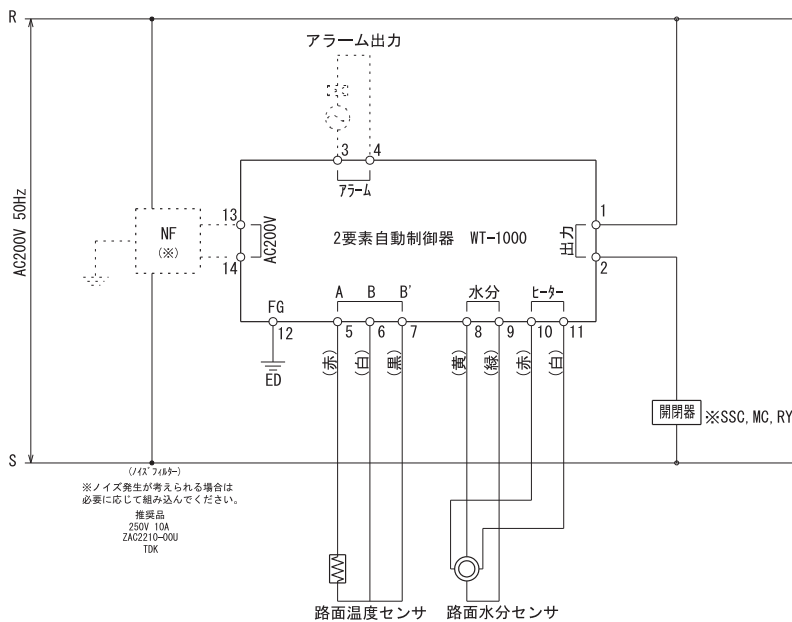 R
アラーム出力
3 4
アラーム
AC200V 50Hz
13
NF
(※)
AC200V
14
2要素自動制御器 WT-1000
1
出力
2
FG
12
ED
A B B'
5 6 7
水分
8 9
ヒーター
10 11
(赤) (白) (黒) (黄) (緑) (赤) (白)
開閉器 ※SSC, MC, RY
S
(ノイズフィルター)
※ノイズ発生が考えられる場合は
必要に応じて組み込んでください。
推奨品
250V 10A
ZAC2210-00U
TDK
路面温度センサ 路面水分センサ